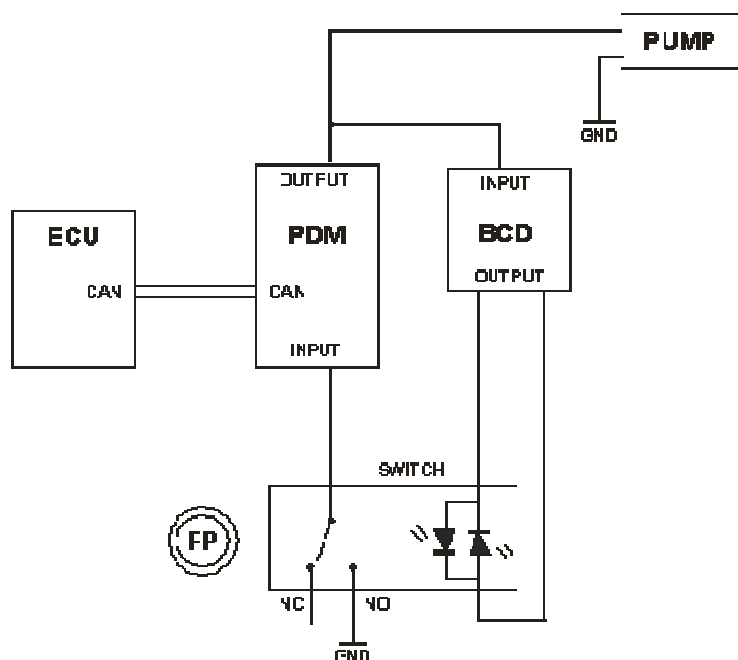 PUMP
GND
OUTPUT
PDM
CAN
INPUT
INPUT
BCD
OUTPUT
ECU
CAN
SWITCH
FP
NC
NO
GND